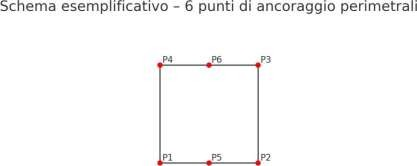 Schema esemplificativo – 6 punti di ancoraggio perimetrali
P4 P6 P3
P1 P5 P2